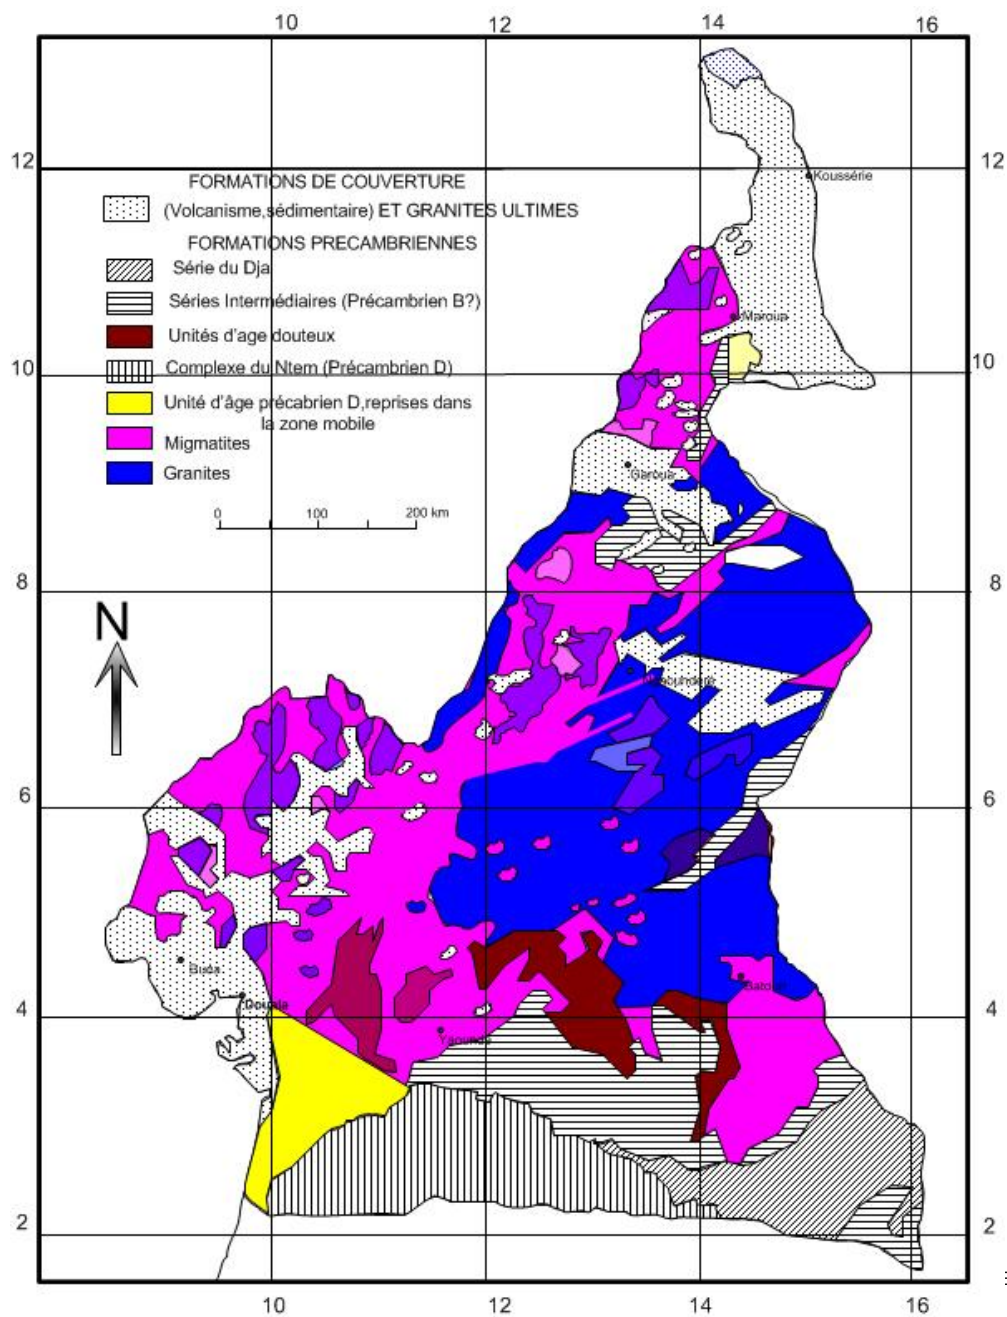 10 12 14 16
12 12
Koussérie
FORMATIONS DE COUVERTURE
(Volcanisme,sédimentaire) ET GRANITES ULTIMES
FORMATIONS PRECAMBRIENNES
Série du Dja
Séries Intermédiaires (Précambrien B?)
Maroua
Unités d'age douteux
10 10
Complexe du Ntem (Précambrien D)
Unité d'âge précabrien D,reprises dans
la zone mobile
Migmatites
Granites
Garoua
0 100 200 km
8 8
N
6 6
Buéa
Batouri
Douala
4 4
Yaoundé
2 2
10 12 14 16